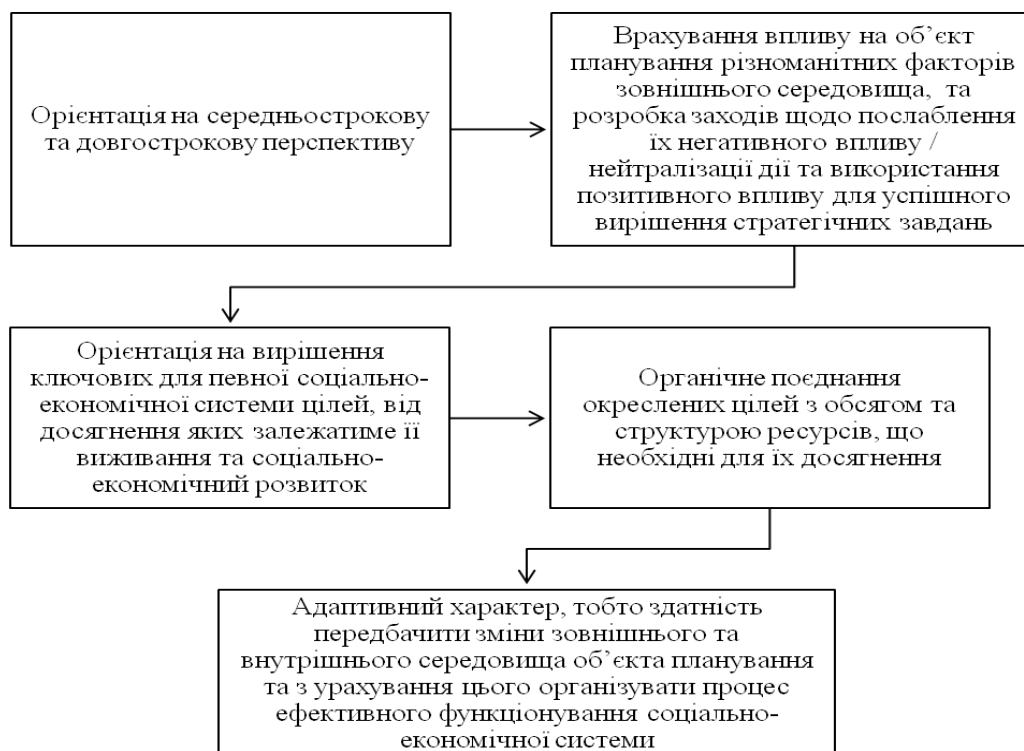 Орієнтація на середньострокову
та довгострокову перспективу
Врахування впливу на об’єкт
планування різноманітних факторів
зовнішнього середовища, та
розробка заходів щодо послаблення
їх негативного впливу /
нейтралізації дії та використання
позитивного впливу для успішного
вирішення стратегічних завдань
Орієнтація на вирішення
ключових для певної соціально-
економічної системи цілей, від
досягнення яких залежатиме її
виживання та соціально-
економічний розвиток
Органічне поєднання
окреслених цілей з обсягом та
структурою ресурсів, що
необхідні для їх досягнення
Адаптивний характер, тобто здатність
передбачити зміни зовнішнього та
внутрішнього середовища об’єкта планування
та з урахування цього організувати процес
ефективного функціонування соціально-
економічної системи